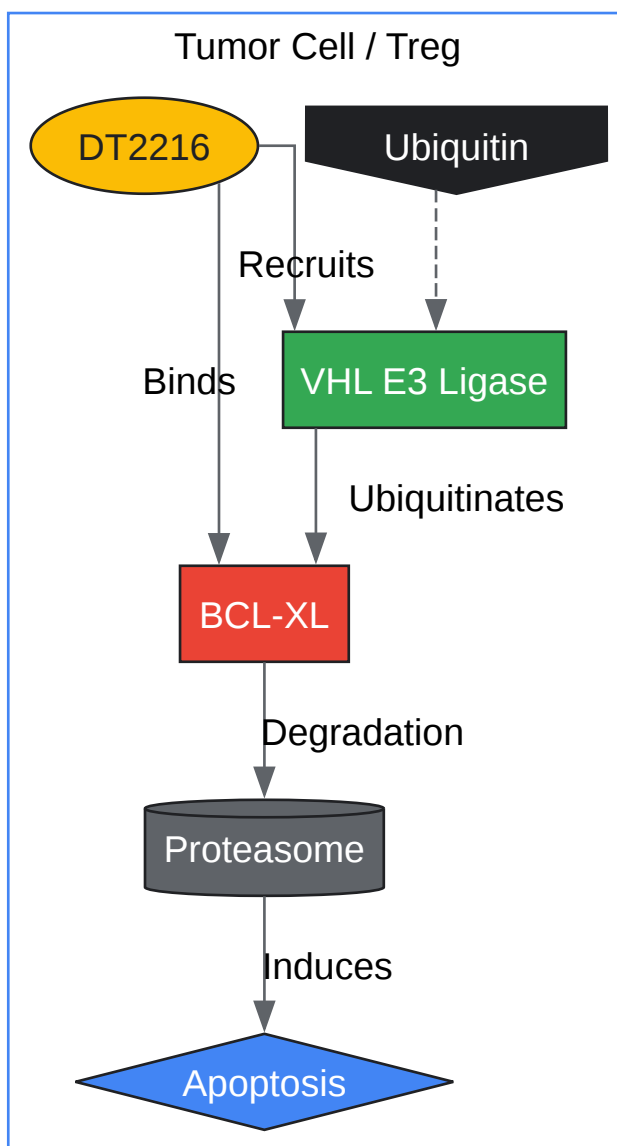 Tumor Cell / Treg
DT2216
Ubiquitin
Recruits
Binds
VHL E3 Ligase
Ubiquitinates
BCL-XL
Degradation
Proteasome
Induces
Apoptosis